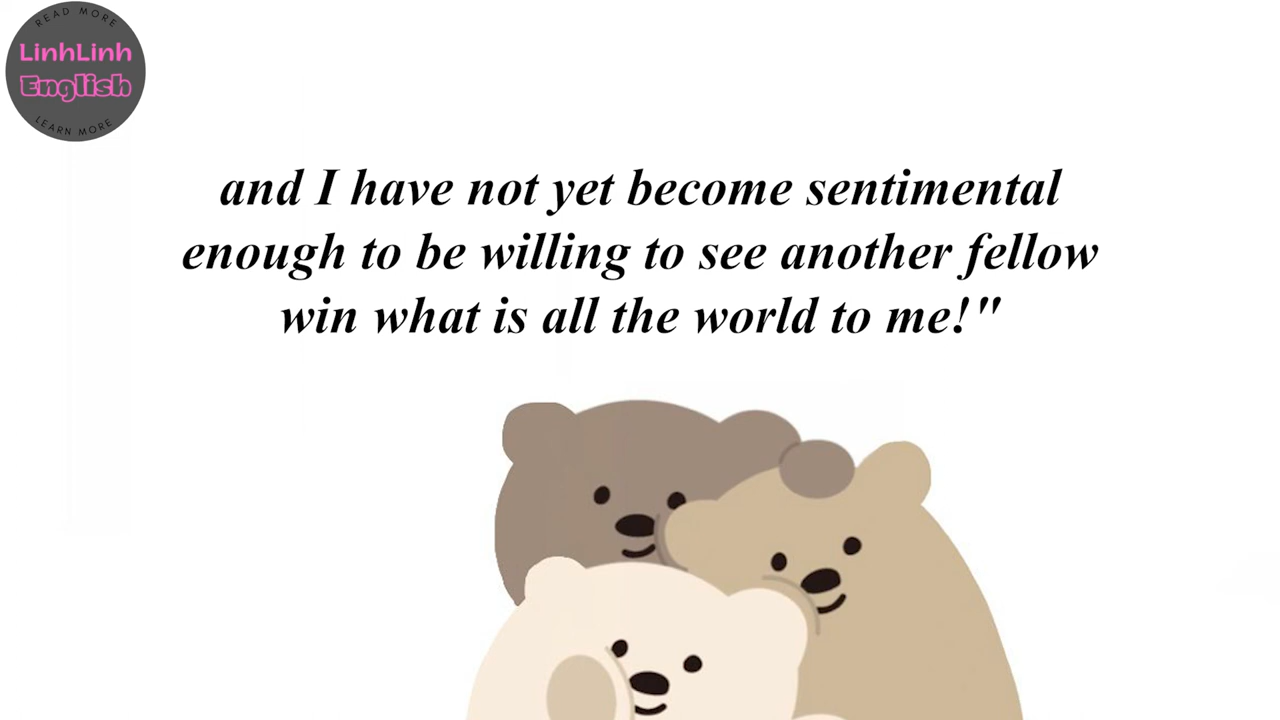 READ MORE
LinhLinh
English
LEARN MORE
and I have not yet become sentimental
enough to be willing to see another fellow
win what is all the world to me!"